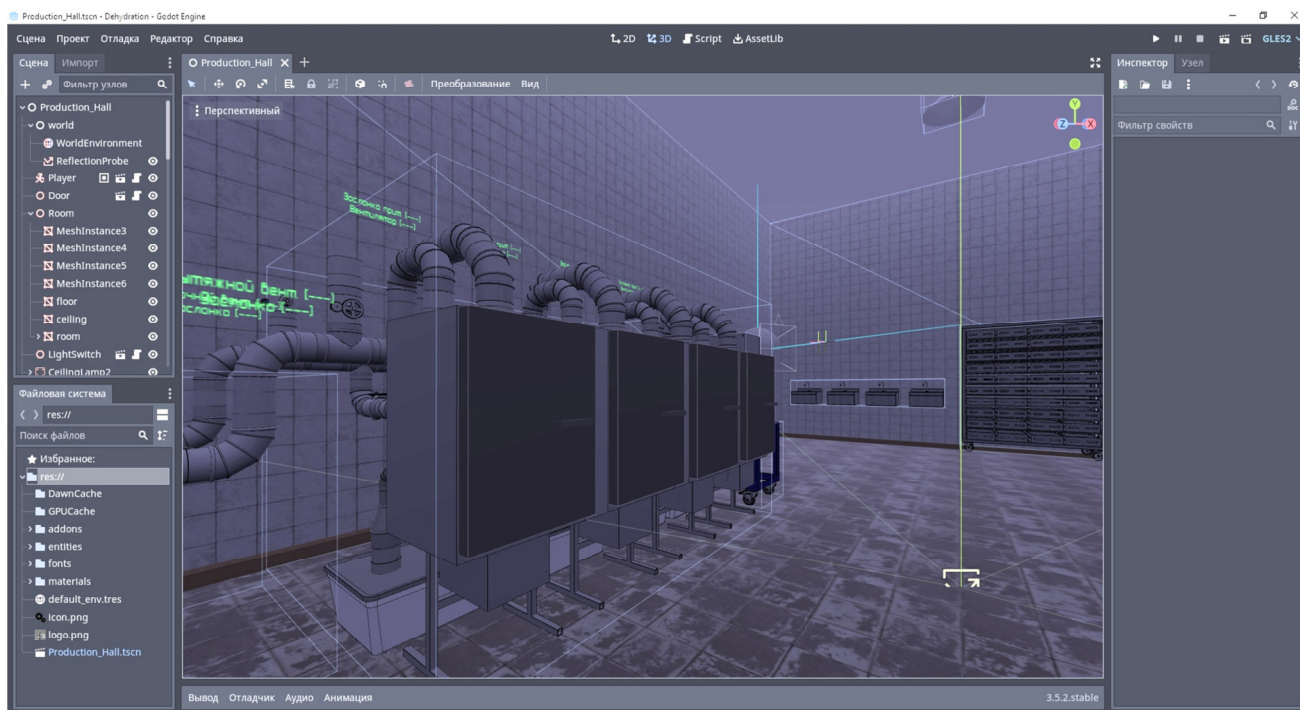 Production_Hall.tscn - Dehydration - Godot Engine
Сцена Проект Отладка Редактор Справка
2D 3D Script AssetLib
GLES2
Сцена Импорт
Фильтр узлов
Production_Hall
world
WorldEnvironment
ReflectionProbe
Player
Door
Room
MeshInstance3
MeshInstance4
MeshInstance5
MeshInstance6
floor
ceiling
room
LightSwitch
CeilingLamp2
Файловая система
res://
Поиск файлов
Избранное:
res://
DawnCache
GPUCache
addons
entities
fonts
materials
default_env.tres
icon.png
logo.png
Production_Hall.tscn
Production_Hall
Преобразование Вид
Перспективный
Y
Z X
Заслонка прит [---]
Вентилятор [---]
вент. [---]
[---]
[---]
Вывод Отладчик Аудио Анимация
3.5.2.stable
Инспектор Узел
DOC
Фильтр свойств